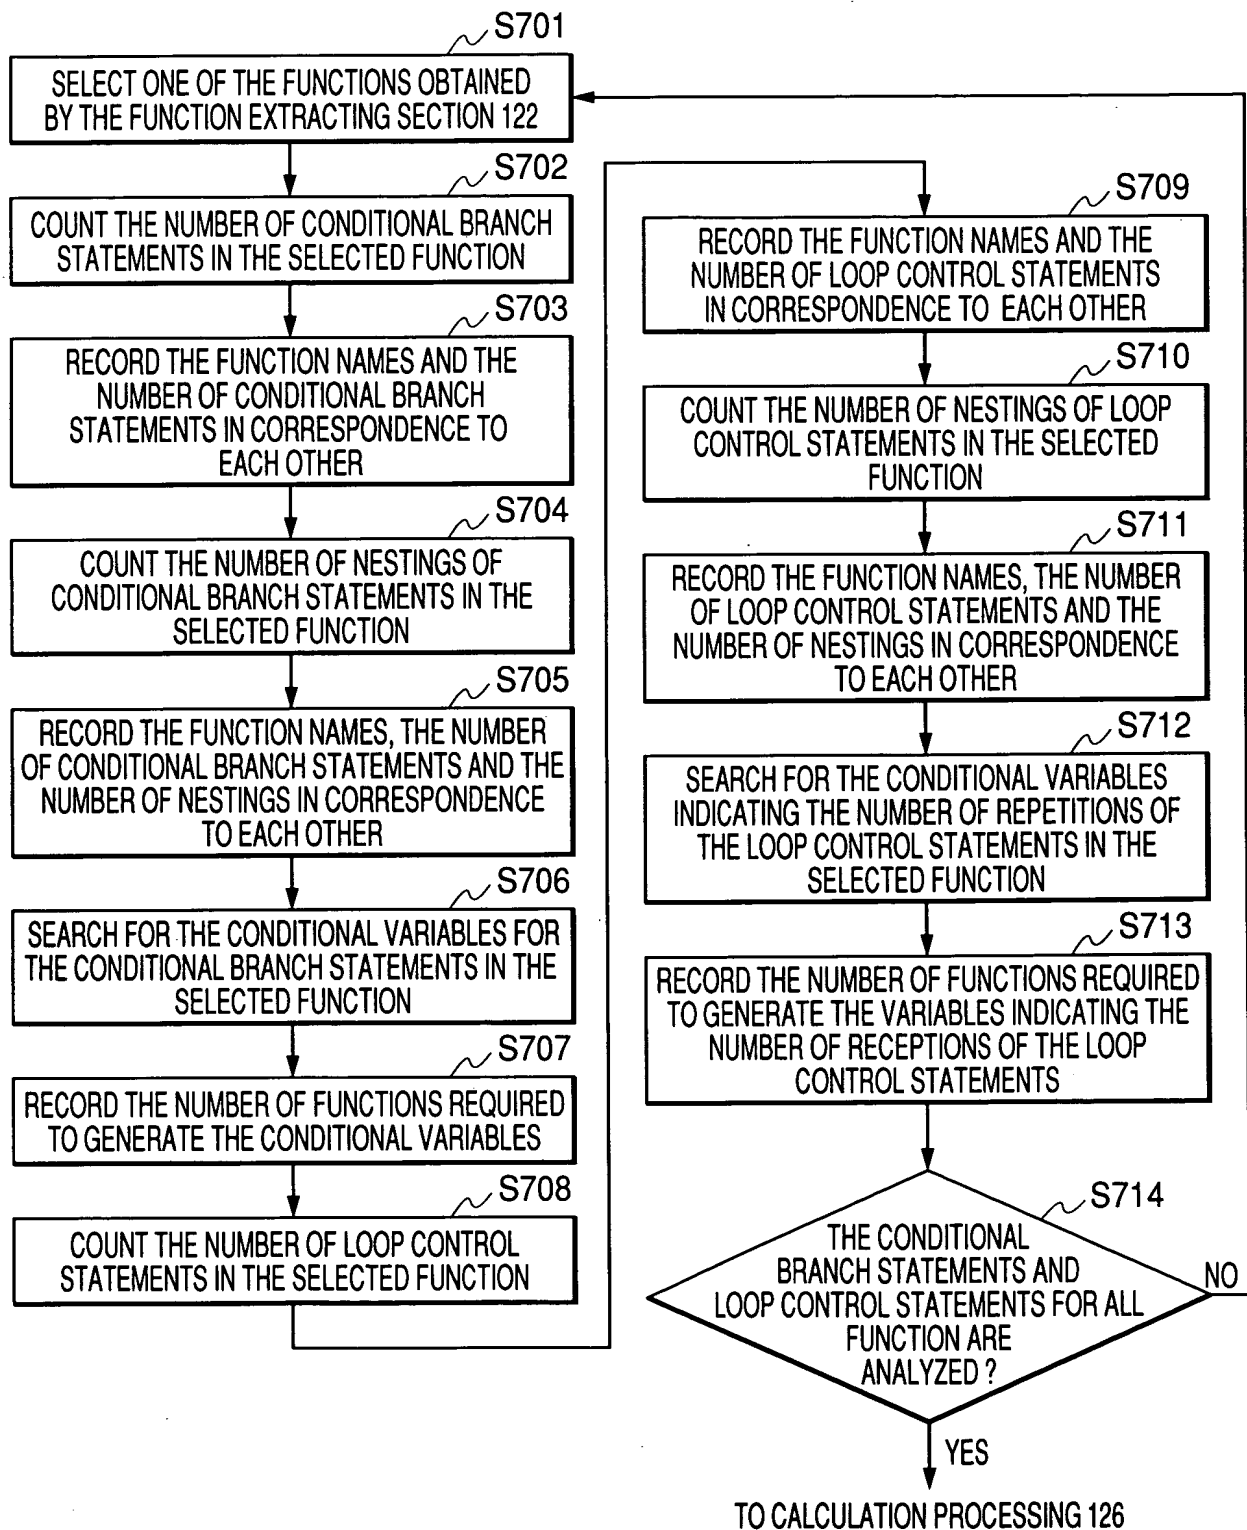 S701
SELECT ONE OF THE FUNCTIONS OBTAINED
BY THE FUNCTION EXTRACTING SECTION 122
S702
COUNT THE NUMBER OF CONDITIONAL BRANCH
STATEMENTS IN THE SELECTED FUNCTION
S703
RECORD THE FUNCTION NAMES AND THE
NUMBER OF CONDITIONAL BRANCH
STATEMENTS IN CORRESPONDENCE TO
EACH OTHER
S704
COUNT THE NUMBER OF NESTINGS OF
CONDITIONAL BRANCH STATEMENTS IN THE
SELECTED FUNCTION
S705
RECORD THE FUNCTION NAMES, THE NUMBER
OF CONDITIONAL BRANCH STATEMENTS AND THE
NUMBER OF NESTINGS IN CORRESPONDENCE
TO EACH OTHER
S706
SEARCH FOR THE CONDITIONAL VARIABLES FOR
THE CONDITIONAL BRANCH STATEMENTS IN THE
SELECTED FUNCTION
S707
RECORD THE NUMBER OF FUNCTIONS REQUIRED
TO GENERATE THE CONDITIONAL VARIABLES
S708
COUNT THE NUMBER OF LOOP CONTROL
STATEMENTS IN THE SELECTED FUNCTION
S709
RECORD THE FUNCTION NAMES AND THE
NUMBER OF LOOP CONTROL STATEMENTS
IN CORRESPONDENCE TO EACH OTHER
S710
COUNT THE NUMBER OF NESTINGS OF LOOP
CONTROL STATEMENTS IN THE SELECTED
FUNCTION
S711
RECORD THE FUNCTION NAMES, THE NUMBER
OF LOOP CONTROL STATEMENTS AND THE
NUMBER OF NESTINGS IN CORRESPONDENCE
TO EACH OTHER
S712
SEARCH FOR THE CONDITIONAL VARIABLES
INDICATING THE NUMBER OF REPETITIONS OF
THE LOOP CONTROL STATEMENTS IN THE
SELECTED FUNCTION
S713
RECORD THE NUMBER OF FUNCTIONS REQUIRED
TO GENERATE THE VARIABLES INDICATING THE
NUMBER OF RECEPTIONS OF THE LOOP
CONTROL STATEMENTS
S714
THE CONDITIONAL
BRANCH STATEMENTS AND
LOOP CONTROL STATEMENTS FOR ALL
FUNCTION ARE
ANALYZED ?
NO
YES
TO CALCULATION PROCESSING 126